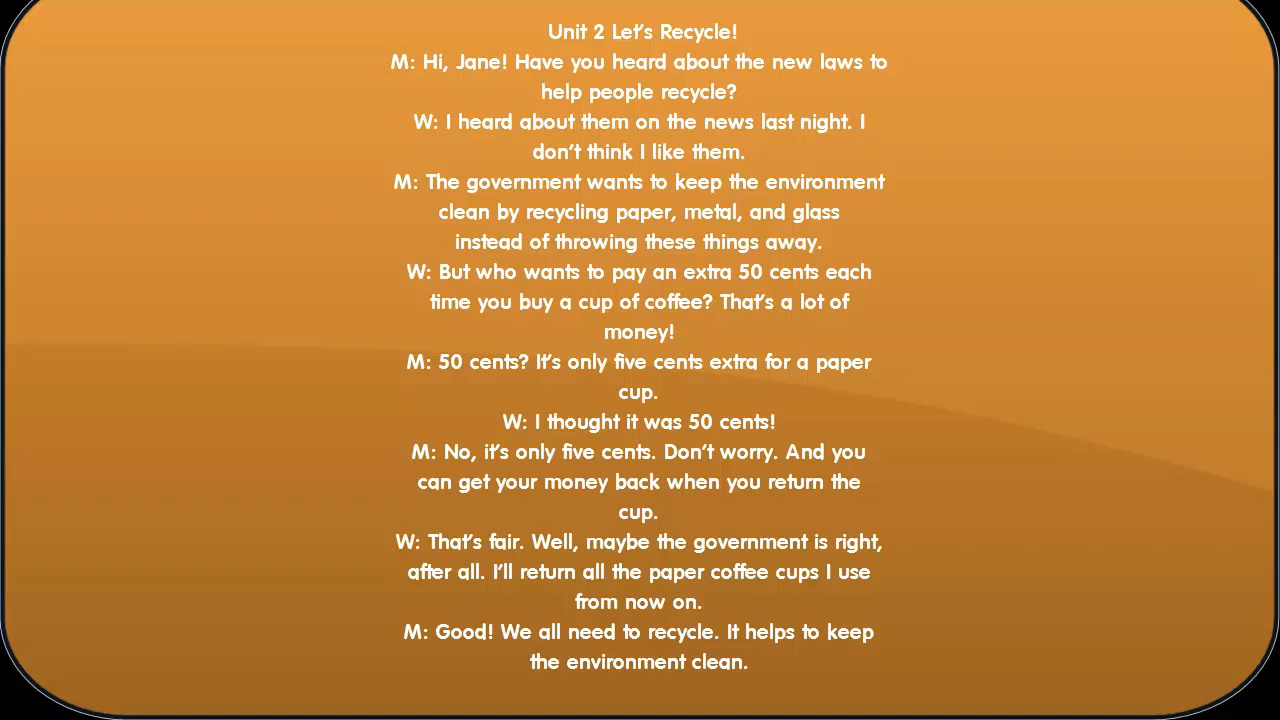 Unit 2 Let's Recycle!
M: Hi, Jane! Have you heard about the new laws to
help people recycle?
W: I heard about them on the news last night. I
don't think I like them.
M: The government wants to keep the environment
clean by recycling paper, metal, and glass
instead of throwing these things away.
W: But who wants to pay an extra 50 cents each
time you buy a cup of coffee? That's a lot of
money!
M: 50 cents? It's only five cents extra for a paper
cup.
W: I thought it was 50 cents!
M: No, it's only five cents. Don't worry. And you
can get your money back when you return the
cup.
W: That's fair. Well, maybe the government is right,
after all. I'll return all the paper coffee cups I use
from now on.
M: Good! We all need to recycle. It helps to keep
the environment clean.